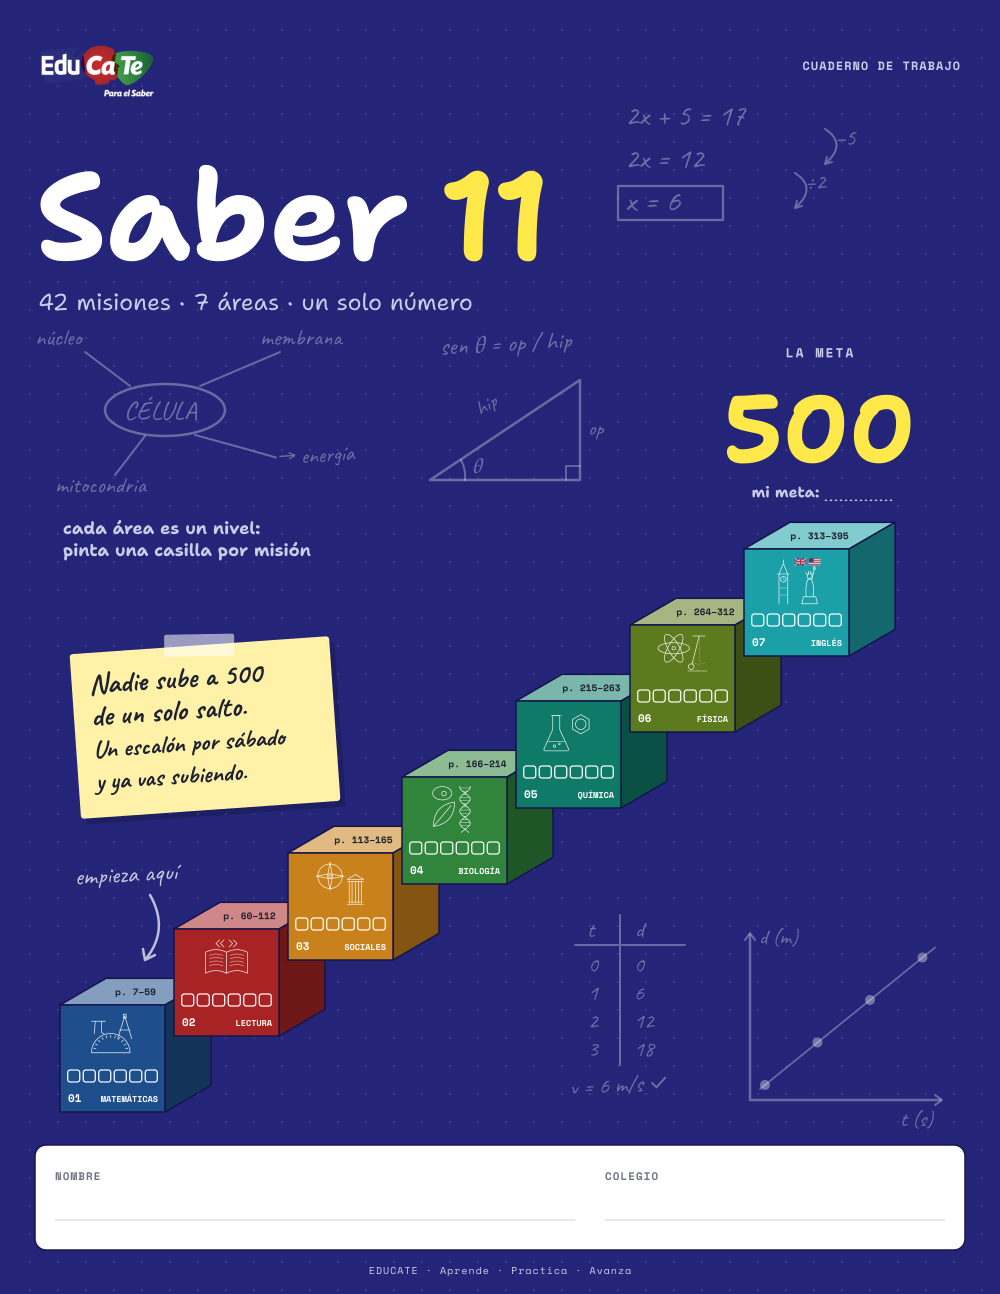 EduCaTe
Para el Saber
CUADERNO DE TRABAJO
2x + 5 = 17
-5
2x = 12
÷2
x = 6
Saber 11
42 misiones · 7 áreas · un solo número
núcleo
membrana
CÉLULA
→ energía
mitocondria
sen θ = op / hip
hip
op
θ
LA META
500
mi meta: .............
cada área es un nivel:
pinta una casilla por misión
Nadie sube a 500
de un solo salto.
Un escalón por sábado
y ya vas subiendo.
empieza aquí
p. 313–395
07 INGLÉS
p. 264–312
06 FÍSICA
p. 215–263
05 QUÍMICA
p. 166–214
04 BIOLOGÍA
p. 113–165
03 SOCIALES
p. 60–112
02 LECTURA
p. 7–59
01 MATEMÁTICAS
t d
0 0
1 6
2 12
3 18
v = 6 m/s ✓
d (m)
t (s)
NOMBRE
COLEGIO
EDUCATE · Aprende · Practica · Avanza